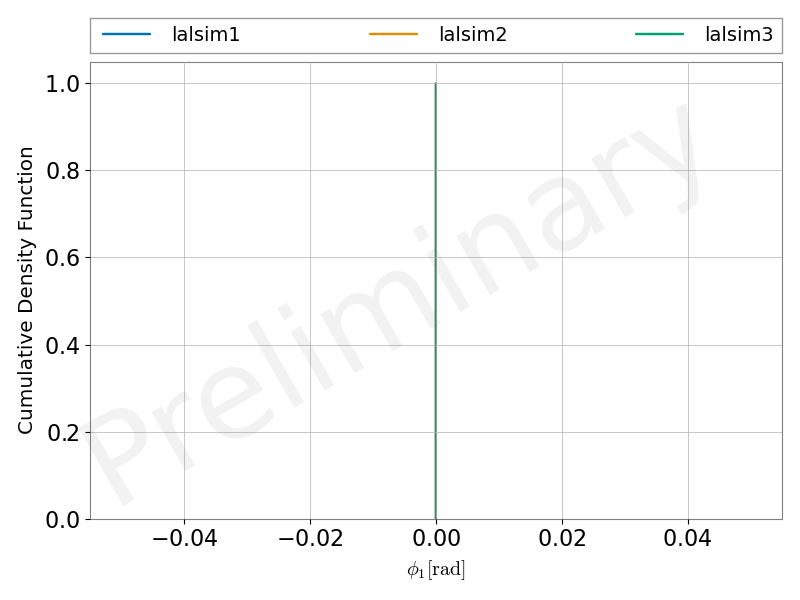 lalsim1 lalsim2 lalsim3
1.0
0.8
0.6
0.4
0.2
0.0
Cumulative Density Function
Preliminary
−0.04 −0.02 0.00 0.02 0.04
ϕ₁[rad]